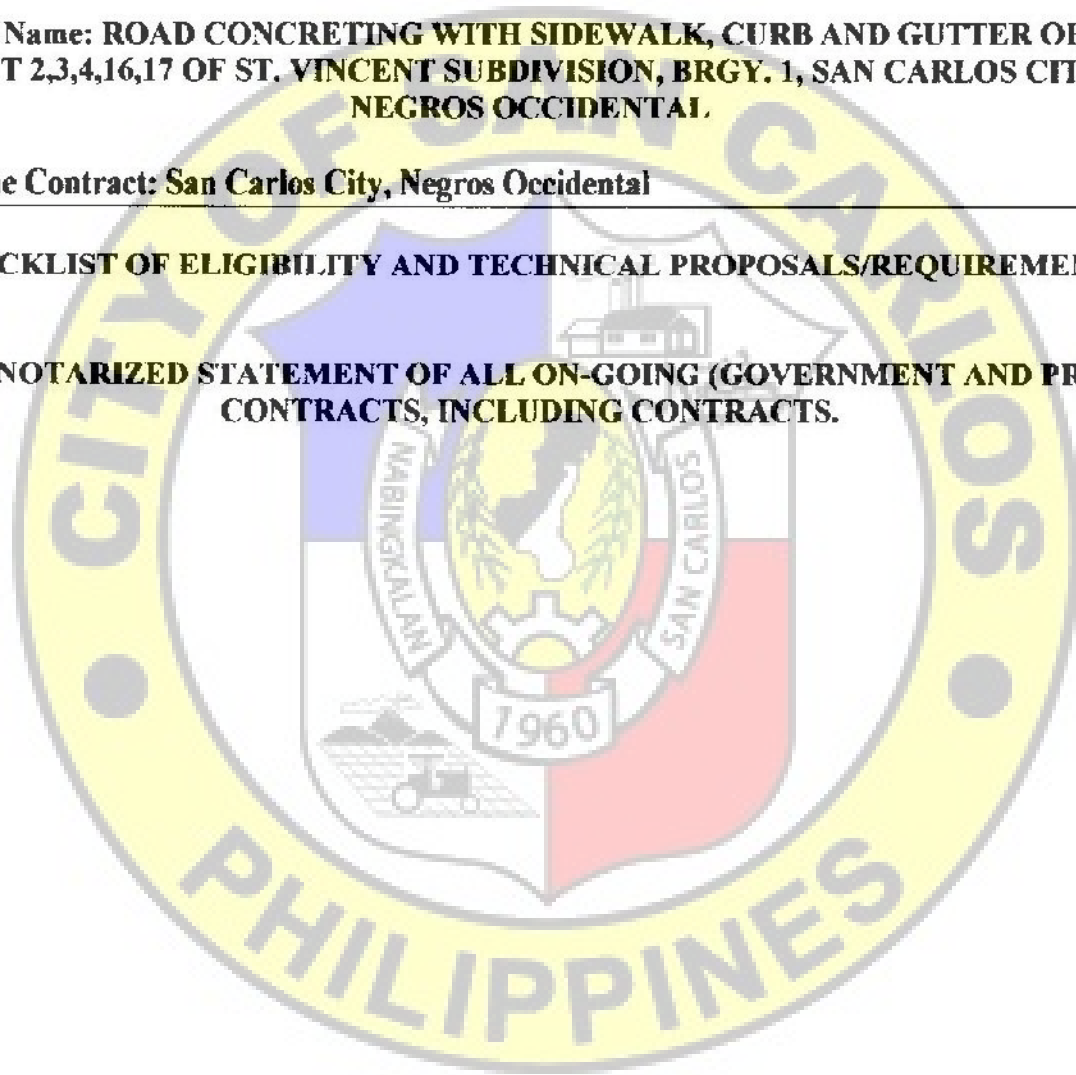 Name: ROAD CONCRETING WITH SIDEWALK, CURB AND GUTTER OF
T 2,3,4,16,17 OF ST. VINCENT SUBDIVISION, BRGY. 1, SAN CARLOS CIT
NEGROS OCCIDENTAL
e Contract: San Carlos City, Negros Occidental
CKLIST OF ELIGIBILITY AND TECHNICAL PROPOSALS/REQUIREMEN
NOTARIZED STATEMENT OF ALL ON-GOING (GOVERNMENT AND PR
CONTRACTS, INCLUDING CONTRACTS.
CITY OF SAN CARLOS
NABINGKALAN
SAN CARLOS
1960
PHILIPPINES